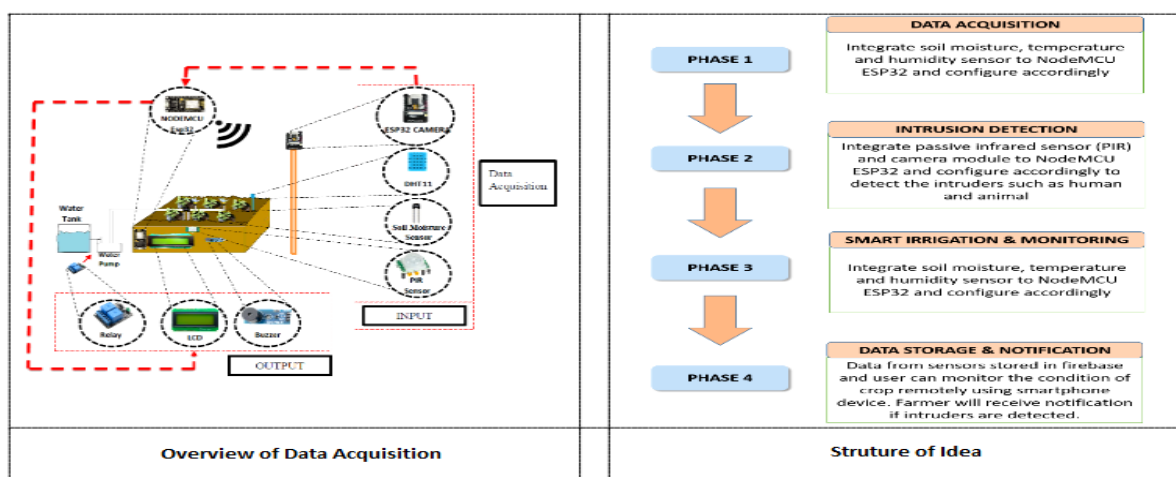 NODEMCU
Esp32
ESP32 CAMERA
DHT11
Data
Acquisition
Soil Moisture
Sensor
PIR
Sensor
INPUT
Water
Tank
Water
Pump
Relay
LCD
Buzzer
OUTPUT
Overview of Data Acquisition
PHASE 1
DATA ACQUISITION
Integrate soil moisture, temperature
and humidity sensor to NodeMCU
ESP32 and configure accordingly
PHASE 2
INTRUSION DETECTION
Integrate passive infrared sensor (PIR)
and camera module to NodeMCU
ESP32 and configure accordingly to
detect the intruders such as human
and animal
PHASE 3
SMART IRRIGATION & MONITORING
Integrate soil moisture, temperature
and humidity sensor to NodeMCU
ESP32 and configure accordingly
PHASE 4
DATA STORAGE & NOTIFICATION
Data from sensors stored in firebase
and user can monitor the condition of
crop remotely using smartphone
device. Farmer will receive notification
if intruders are detected.
Struture of Idea